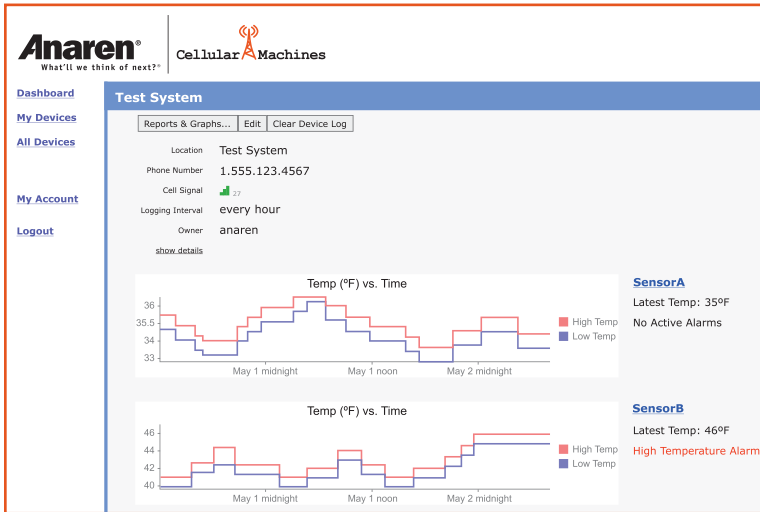 Anaren®
What'll we think of next?®
Cellular Machines
Dashboard
My Devices
All Devices
My Account
Logout
Test System
Reports & Graphs... Edit Clear Device Log
Location Test System
Phone Number 1.555.123.4567
Cell Signal 27
Logging Interval every hour
Owner anaren
show details
Temp (ºF) vs. Time
36
35.5
34
33
May 1 midnight May 1 noon May 2 midnight
High Temp
Low Temp
SensorA
Latest Temp: 35ºF
No Active Alarms
Temp (ºF) vs. Time
46
44
42
40
May 1 midnight May 1 noon May 2 midnight
High Temp
Low Temp
SensorB
Latest Temp: 46ºF
High Temperature Alarm